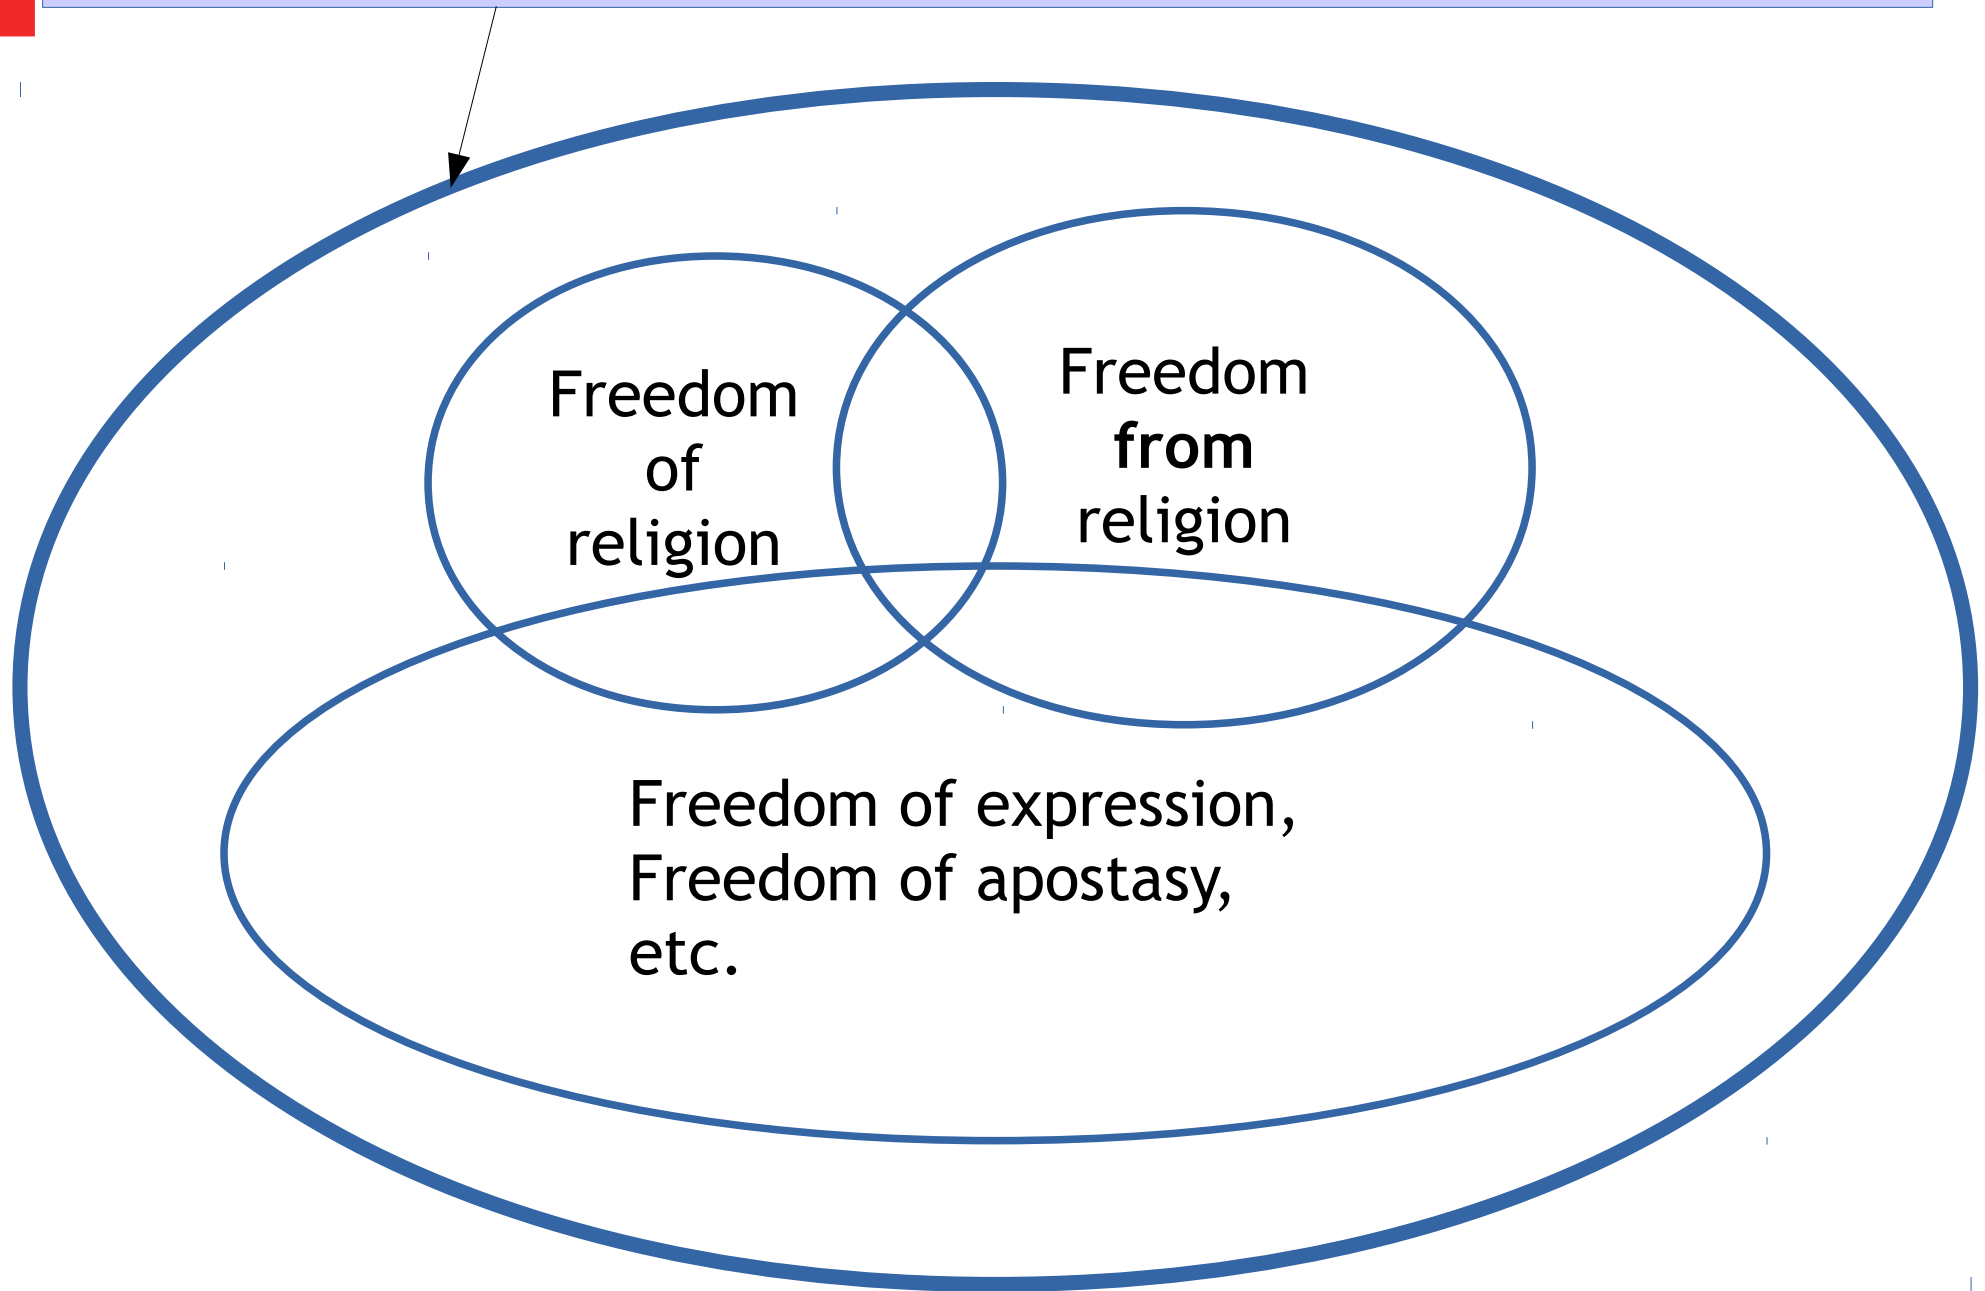 Freedom
of
religion
Freedom
from
religion
Freedom of expression,
Freedom of apostasy,
etc.